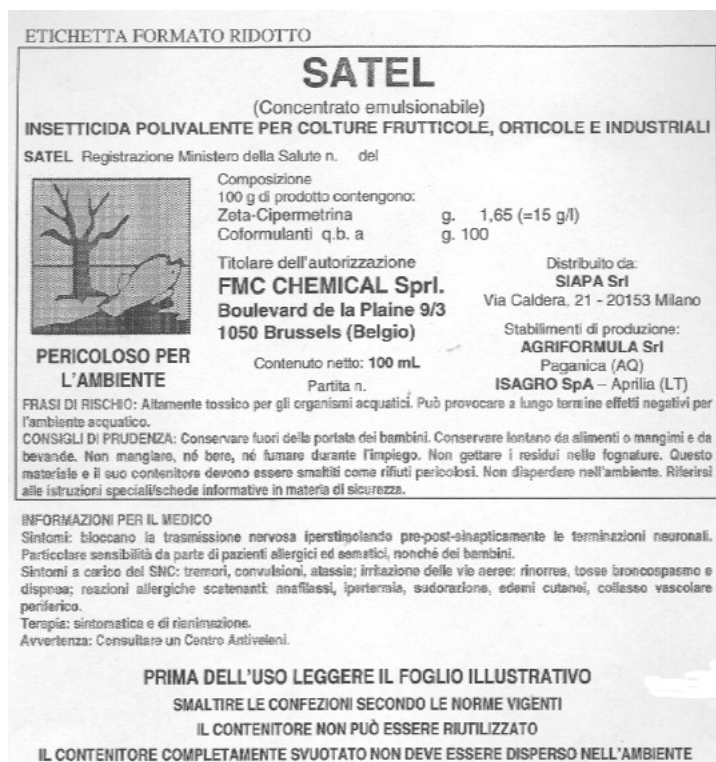 ETICHETTA FORMATO RIDOTTO
SATEL
(Concentrato emulsionabile)
INSETTICIDA POLIVALENTE PER COLTURE FRUTTICOLE, ORTICOLE E INDUSTRIALI
SATEL Registrazione Ministero della Salute n. del
Composizione
100 g di prodotto contengono:
Zeta-Cipermetrina g. 1,65 (=15 g/l)
Coformulanti q.b. a g. 100
Titolare dell'autorizzazione
FMC CHEMICAL Sprl.
Boulevard de la Plaine 9/3
1050 Brussels (Belgio)
Contenuto netto: 100 mL
Partita n.
Distribuito da:
SIAPA Srl
Via Caldera, 21 - 20153 Milano
Stabilimenti di produzione:
AGRIFORMULA Srl
Paganica (AQ)
ISAGRO SpA – Aprilia (LT)
PERICOLOSO PER
L'AMBIENTE
FRASI DI RISCHIO: Altamente tossico per gli organismi acquatici. Può provocare a lungo termine effetti negativi per
l'ambiente acquatico.
CONSIGLI DI PRUDENZA: Conservare fuori della portata dei bambini. Conservare lontano da alimenti o mangimi e da
bevande. Non mangiare, né bere, né fumare durante l'impiego. Non gettare i residui nelle fognature. Questo
materiale e il suo contenitore devono essere smaltiti come rifiuti pericolosi. Non disperdere nell'ambiente. Riferirsi
alle istruzioni speciali/schede informative in materia di sicurezza.
INFORMAZIONI PER IL MEDICO
Sintomi: bloccano la trasmissione nervosa iperstimolando pre-post-sinapticamente le terminazioni neuronali.
Particolare sensibilità da parte di pazienti allergici ed asmatici, nonché dei bambini.
Sintomi a carico del SNC: tremori, convulsioni, atassia; irritazione delle vie aeree: rinorrea, tosse broncospasmo e
dispnea; reazioni allergiche scatenanti: anafilassi, ipertermia, sudorazione, edemi cutanei, collasso vascolare
periferico.
Terapia: sintomatica e di rianimazione.
Avvertenza: Consultare un Centro Antiveleni.
PRIMA DELL'USO LEGGERE IL FOGLIO ILLUSTRATIVO
SMALTIRE LE CONFEZIONI SECONDO LE NORME VIGENTI
IL CONTENITORE NON PUÒ ESSERE RIUTILIZZATO
IL CONTENITORE COMPLETAMENTE SVUOTATO NON DEVE ESSERE DISPERSO NELL'AMBIENTE